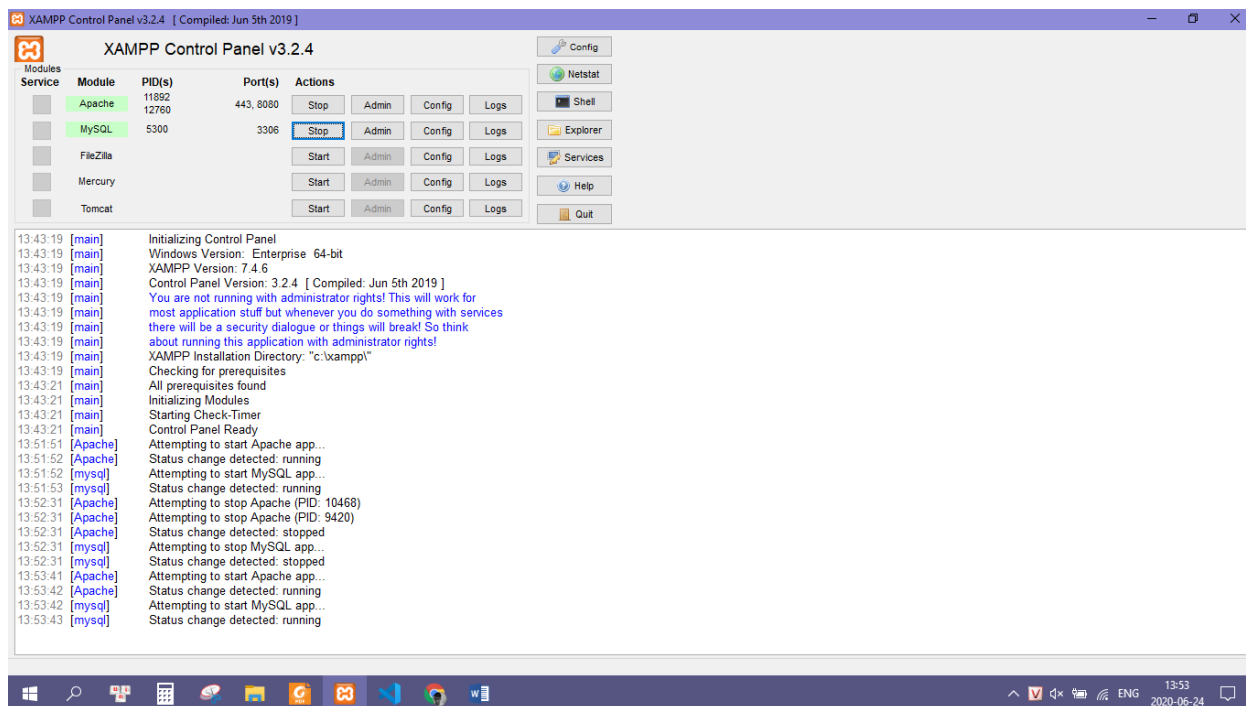 XAMPP Control Panel v3.2.4 [ Compiled: Jun 5th 2019 ]
XAMPP Control Panel v3.2.4
Config
Modules
Service Module PID(s) Port(s) Actions
Netstat
Apache 11892 12760 443, 8080 Stop Admin Config Logs
Shell
MySQL 5300 3306 Stop Admin Config Logs
Explorer
FileZilla Start Admin Config Logs
Services
Mercury Start Admin Config Logs
Help
Tomcat Start Admin Config Logs
Quit
13:43:19 [main] Initializing Control Panel
13:43:19 [main] Windows Version: Enterprise 64-bit
13:43:19 [main] XAMPP Version: 7.4.6
13:43:19 [main] Control Panel Version: 3.2.4 [ Compiled: Jun 5th 2019 ]
13:43:19 [main] You are not running with administrator rights! This will work for
13:43:19 [main] most application stuff but whenever you do something with services
13:43:19 [main] there will be a security dialogue or things will break! So think
13:43:19 [main] about running this application with administrator rights!
13:43:19 [main] XAMPP Installation Directory: "c:\xampp\"
13:43:19 [main] Checking for prerequisites
13:43:21 [main] All prerequisites found
13:43:21 [main] Initializing Modules
13:43:21 [main] Starting Check-Timer
13:43:21 [main] Control Panel Ready
13:51:51 [Apache] Attempting to start Apache app...
13:51:52 [Apache] Status change detected: running
13:51:52 [mysql] Attempting to start MySQL app...
13:51:53 [mysql] Status change detected: running
13:52:31 [Apache] Attempting to stop Apache (PID: 10468)
13:52:31 [Apache] Attempting to stop Apache (PID: 9420)
13:52:31 [Apache] Status change detected: stopped
13:52:31 [mysql] Attempting to stop MySQL app...
13:52:31 [mysql] Status change detected: stopped
13:53:41 [Apache] Attempting to start Apache app...
13:53:42 [Apache] Status change detected: running
13:53:42 [mysql] Attempting to start MySQL app...
13:53:43 [mysql] Status change detected: running
ENG
13:53
2020-06-24